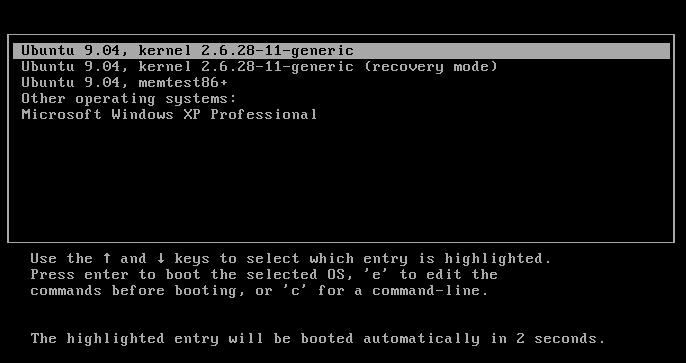 Ubuntu 9.04, kernel 2.6.28-11-generic
Ubuntu 9.04, kernel 2.6.28-11-generic (recovery mode)
Ubuntu 9.04, memtest86+
Other operating systems:
Microsoft Windows XP Professional
Use the ↑ and ↓ keys to select which entry is highlighted.
Press enter to boot the selected OS, 'e' to edit the
commands before booting, or 'c' for a command-line.
The highlighted entry will be booted automatically in 2 seconds.